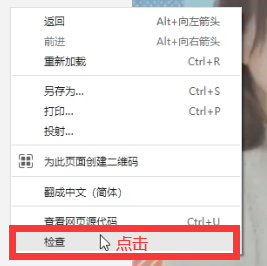 返回 Alt+向左箭头
前进 Alt+向右箭头
重新加载 Ctrl+R
另存为... Ctrl+S
打印... Ctrl+P
投射...
为此页面创建二维码
翻成中文（简体）
查看网页源代码 Ctrl+U
检查 点击